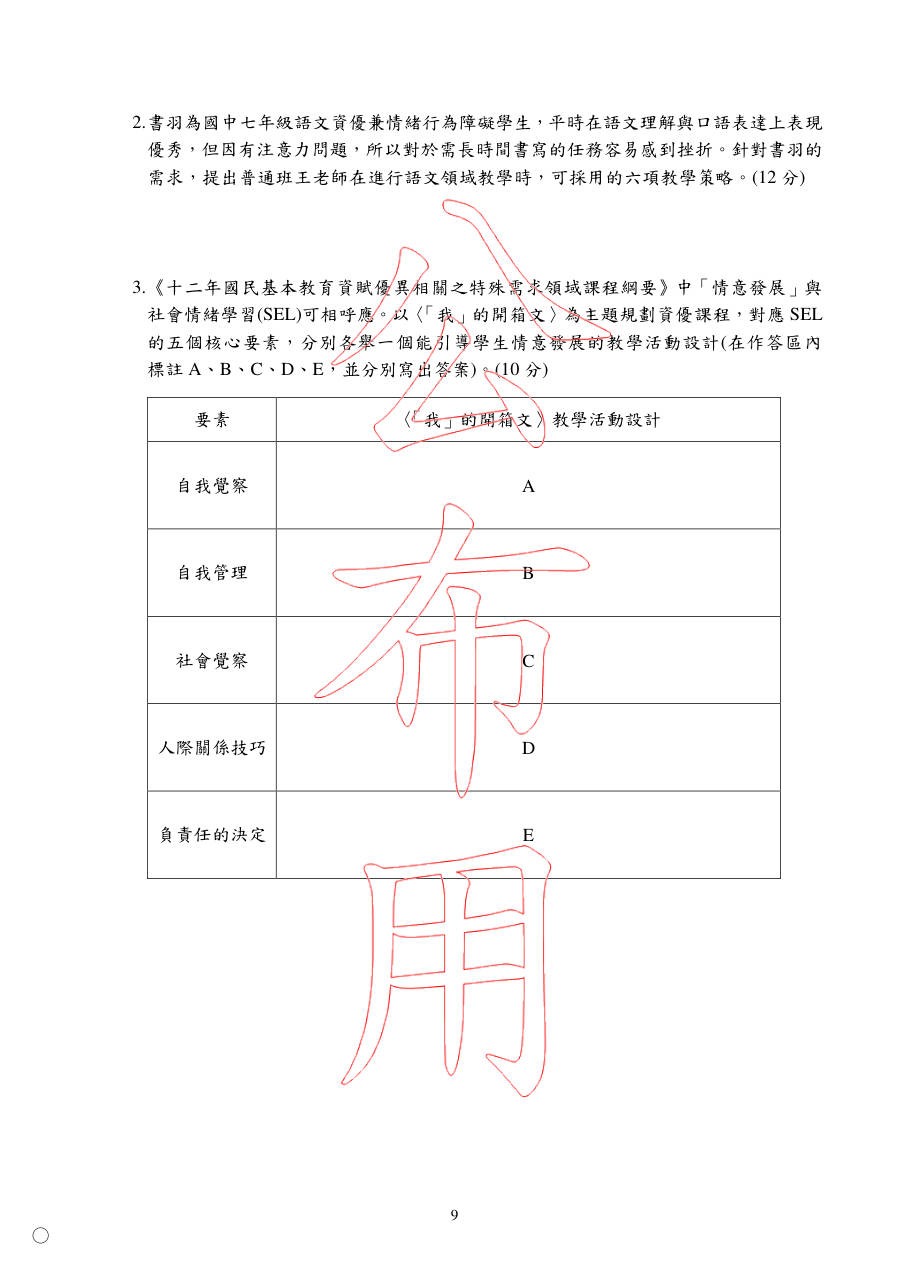 2.書羽為國中七年級語文資優兼情緒行為障礙學生，平時在語文理解與口語表達上表現
優秀，但因有注意力問題，所以對於需長時間書寫的任務容易感到挫折。針對書羽的
需求，提出普通班王老師在進行語文領域教學時，可採用的六項教學策略。(12 分)
3.《十二年國民基本教育資賦優異相關之特殊需求領域課程綱要》中「情意發展」與
社會情緒學習(SEL)可相呼應。以〈「我」的開箱文〉為主題規劃資優課程，對應 SEL
的五個核心要素，分別各舉一個能引導學生情意發展的教學活動設計(在作答區內
標註 A、B、C、D、E，並分別寫出答案)。(10 分)
要素 〈「我」的開箱文〉教學活動設計
自我覺察 A
自我管理 B
社會覺察 C
人際關係技巧 D
負責任的決定 E
公
布
用
9